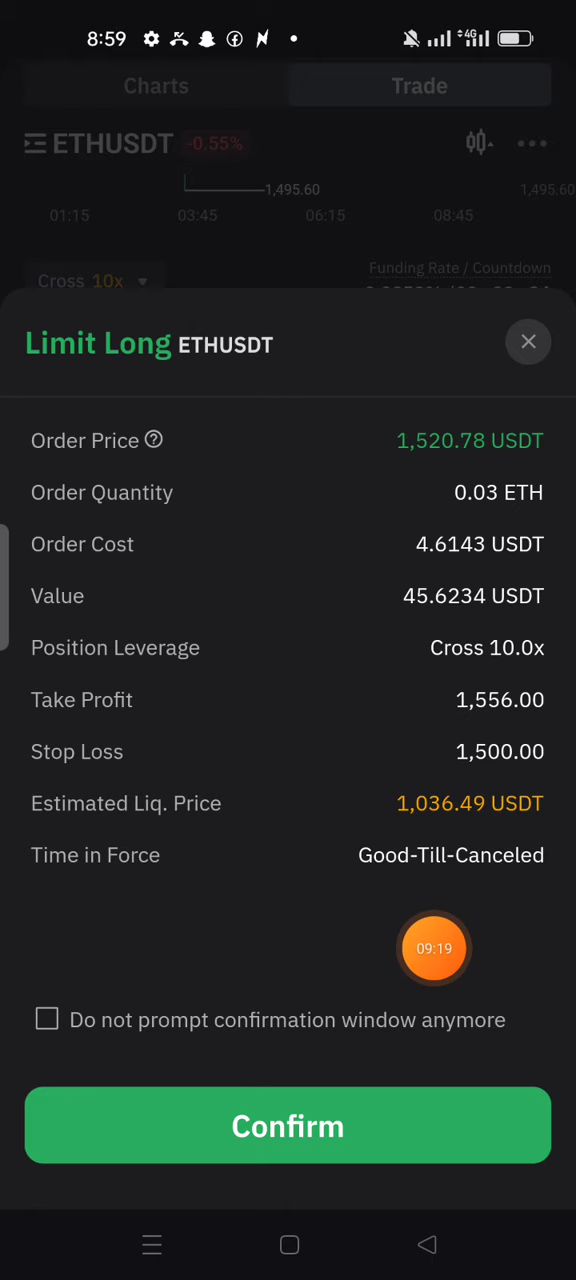 8:59 4G
Charts Trade
ETHUSDT -0.55%
1,495.60 1,495.60
01:15 03:45 06:15 08:45
Funding Rate / Countdown
Cross 10x
Limit Long ETHUSDT
Order Price 1,520.78 USDT
Order Quantity 0.03 ETH
Order Cost 4.6143 USDT
Value 45.6234 USDT
Position Leverage Cross 10.0x
Take Profit 1,556.00
Stop Loss 1,500.00
Estimated Liq. Price 1,036.49 USDT
Time in Force Good-Till-Canceled
09:19
Do not prompt confirmation window anymore
Confirm